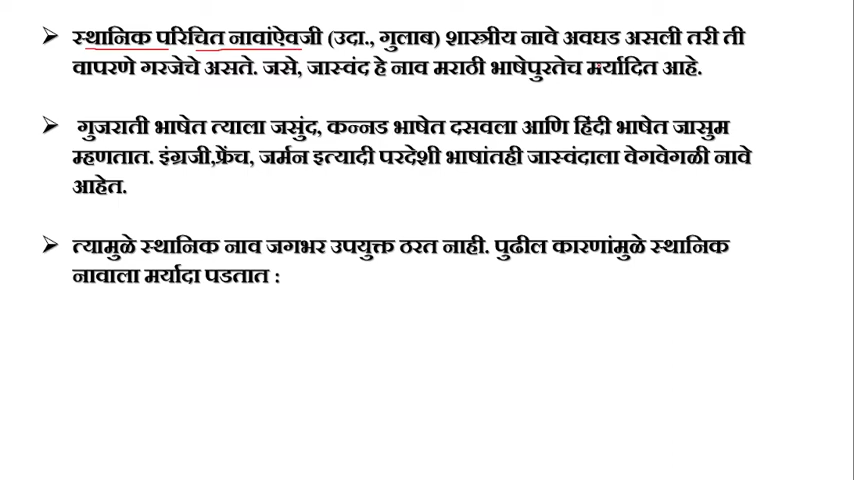 ➢ स्थानिक परिचित नावांऐवजी (उदा., गुलाब) शास्त्रीय नावे अवघड असली तरी ती
वापरणे गरजेचे असते. जसे, जास्वंद हे नाव मराठी भाषेपुरतेच मर्यादित आहे.
➢ गुजराती भाषेत त्याला जसुंद, कन्नड भाषेत दसवला आणि हिंदी भाषेत जासुम
म्हणतात. इंग्रजी,फ्रेंच, जर्मन इत्यादी परदेशी भाषांतही जास्वंदाला वेगवेगळी नावे
आहेत.
➢ त्यामुळे स्थानिक नाव जगभर उपयुक्त ठरत नाही. पुढील कारणांमुळे स्थानिक
नावाला मर्यादा पडतात :